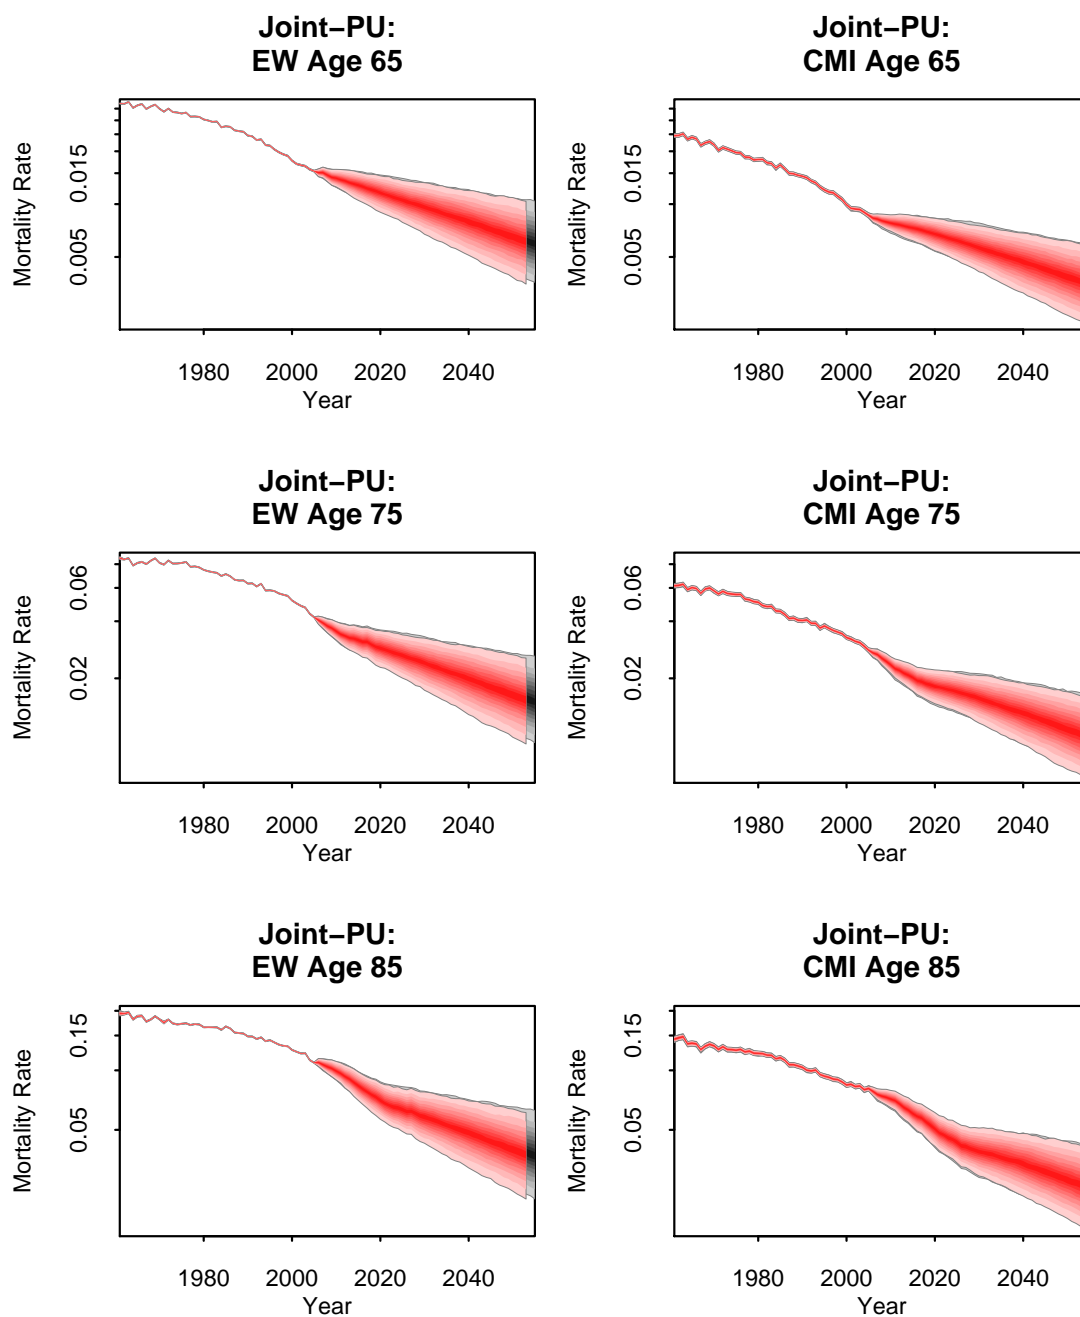 Joint−PU:
EW Age 65
Mortality Rate
0.015
0.005
1980 2000 2020 2040
Year
Joint−PU:
CMI Age 65
Mortality Rate
0.015
0.005
1980 2000 2020 2040
Year
Joint−PU:
EW Age 75
Mortality Rate
0.06
0.02
1980 2000 2020 2040
Year
Joint−PU:
CMI Age 75
Mortality Rate
0.06
0.02
1980 2000 2020 2040
Year
Joint−PU:
EW Age 85
Mortality Rate
0.15
0.05
1980 2000 2020 2040
Year
Joint−PU:
CMI Age 85
Mortality Rate
0.15
0.05
1980 2000 2020 2040
Year